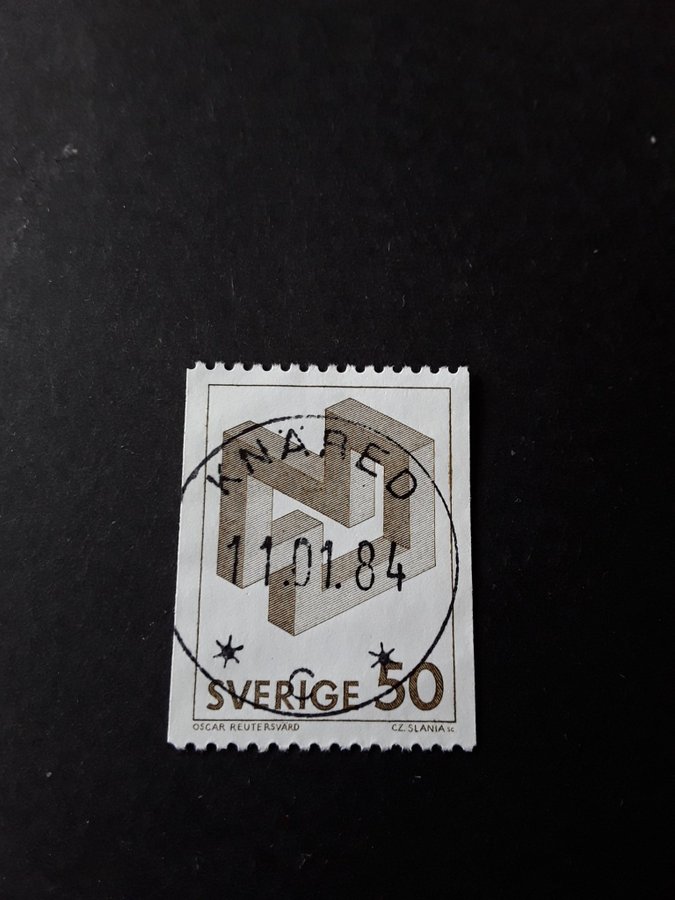 KNÄRED
11.01.84
C
SVERIGE 50
OSCAR REUTERSVÄRD CZ. SLANIA sc.